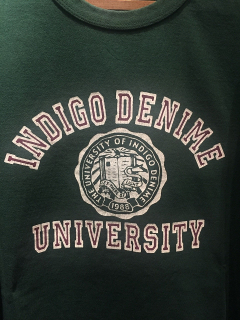 INDIGO DENIME
THE UNIVERSITY OF INDIGO DENIME
1988
UNIVERSITY